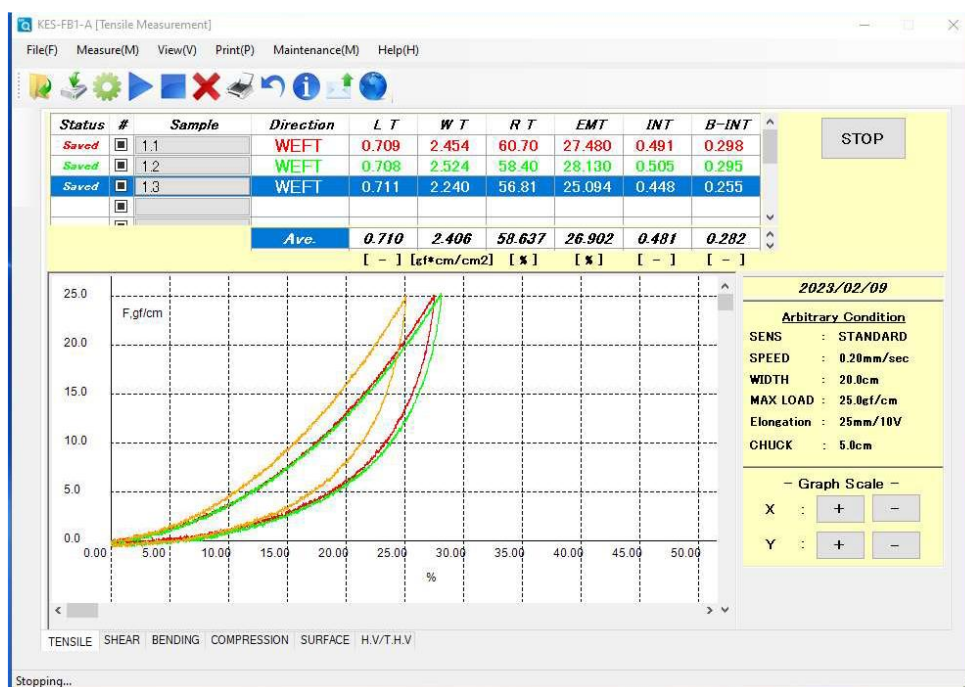 KES-FB1-A [Tensile Measurement]
File(F) Measure(M) View(V) Print(P) Maintenance(M) Help(H)
Status # Sample Direction L T W T R T EMT INT B-INT
Saved 1.1 WEFT 0.709 2.454 60.70 27.480 0.491 0.298
Saved 1.2 WEFT 0.708 2.524 58.40 28.130 0.505 0.295
Saved 1.3 WEFT 0.711 2.240 56.81 25.094 0.448 0.255
Ave. 0.710 2.406 58.637 26.902 0.481 0.282
[ - ] [gf*cm/cm2] [ % ] [ % ] [ - ] [ - ]
STOP
25.0
F,gf/cm
20.0
15.0
10.0
5.0
0.0
0.00 5.00 10.00 15.00 20.00 25.00 30.00 35.00 40.00 45.00 50.00
%
2023/02/09
Arbitrary Condition
SENS : STANDARD
SPEED : 0.20mm/sec
WIDTH : 20.0cm
MAX LOAD : 25.0gf/cm
Elongation : 25mm/10V
CHUCK : 5.0cm
- Graph Scale -
X : + -
Y : + -
TENSILE SHEAR BENDING COMPRESSION SURFACE H.V/T.H.V
Stopping...